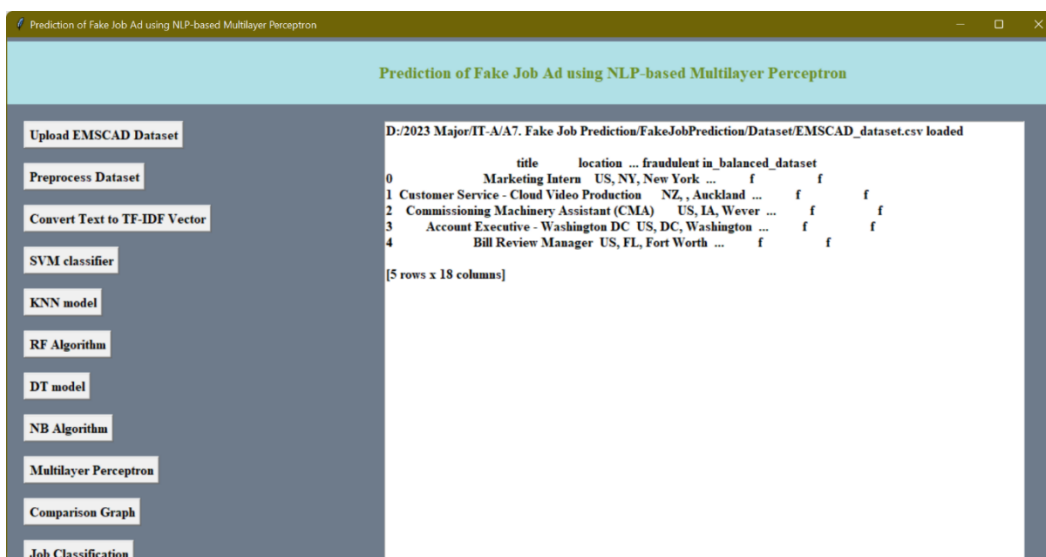 Prediction of Fake Job Ad using NLP-based Multilayer Perceptron
Prediction of Fake Job Ad using NLP-based Multilayer Perceptron
Upload EMSCAD Dataset
Preprocess Dataset
Convert Text to TF-IDF Vector
SVM classifier
KNN model
RF Algorithm
DT model
NB Algorithm
Multilayer Perceptron
Comparison Graph
Job Classification
D:/2023 Major/IT-A/A7. Fake Job Prediction/FakeJobPrediction/Dataset/EMSCAD_dataset.csv loaded
title location ... fraudulent in_balanced_dataset
0 Marketing Intern US, NY, New York ... f f
1 Customer Service - Cloud Video Production NZ, , Auckland ... f f
2 Commissioning Machinery Assistant (CMA) US, IA, Wever ... f f
3 Account Executive - Washington DC US, DC, Washington ... f f
4 Bill Review Manager US, FL, Fort Worth ... f f
[5 rows x 18 columns]